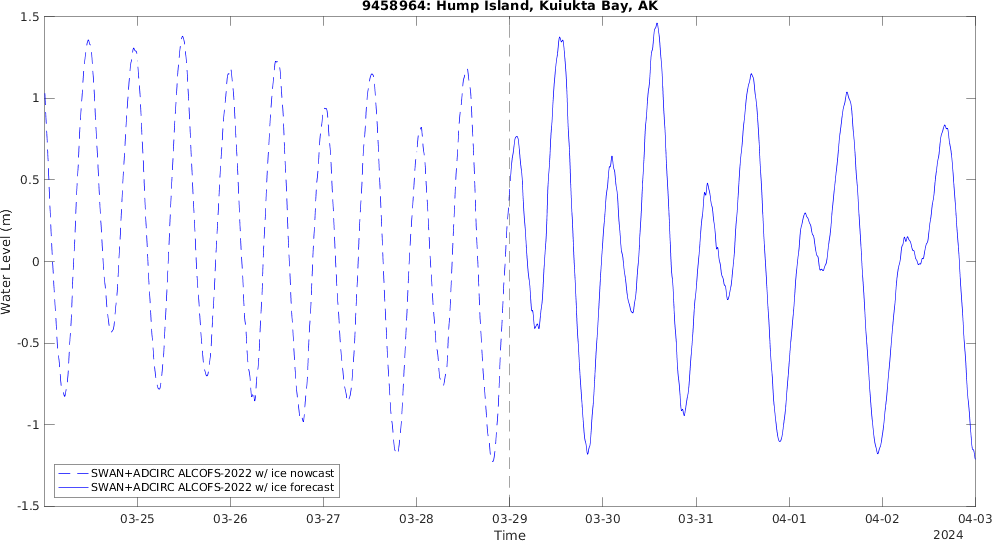 9458964: Hump Island, Kuiukta Bay, AK
1.5
1
0.5
0
-0.5
-1
-1.5
Water Level (m)
SWAN+ADCIRC ALCOFS-2022 w/ ice nowcast
SWAN+ADCIRC ALCOFS-2022 w/ ice forecast
03-25 03-26 03-27 03-28 03-29 03-30 03-31 04-01 04-02 04-03
Time
2024